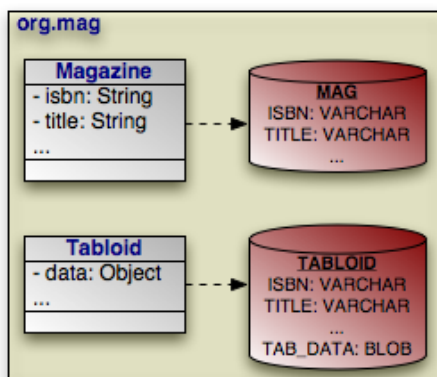 org.mag
Magazine
- isbn: String
- title: String
...
MAG
ISBN: VARCHAR
TITLE: VARCHAR
...
Tabloid
- data: Object
...
TABLOID
ISBN: VARCHAR
TITLE: VARCHAR
...
TAB_DATA: BLOB